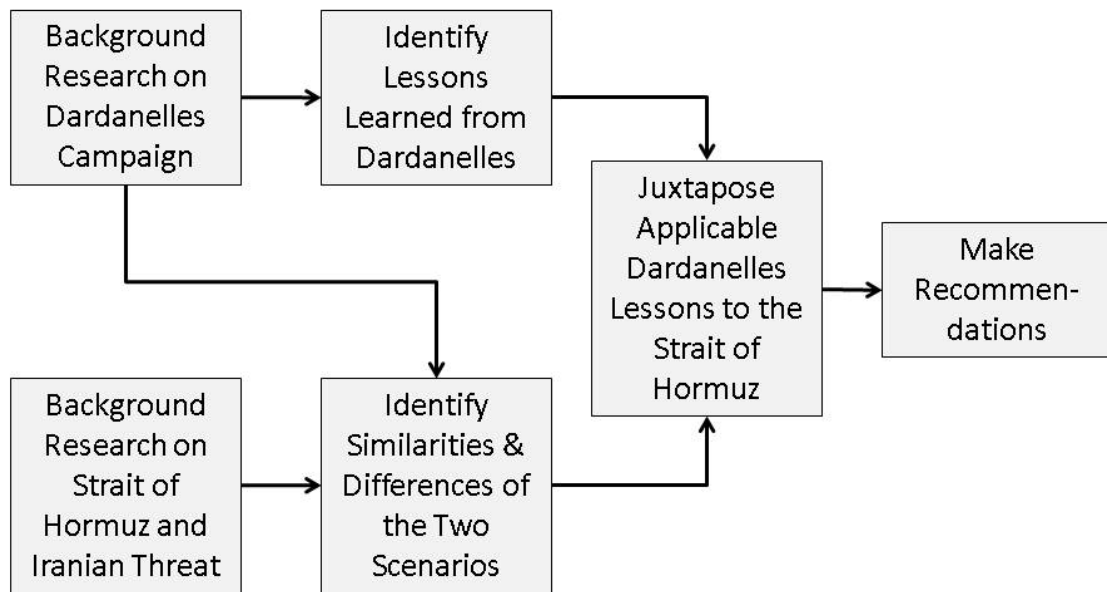 Background
Research on
Dardanelles
Campaign
Identify
Lessons
Learned from
Dardanelles
Juxtapose
Applicable
Dardanelles
Lessons to the
Strait of
Hormuz
Make
Recommen-
dations
Background
Research on
Strait of
Hormuz and
Iranian Threat
Identify
Similarities &
Differences of
the Two
Scenarios